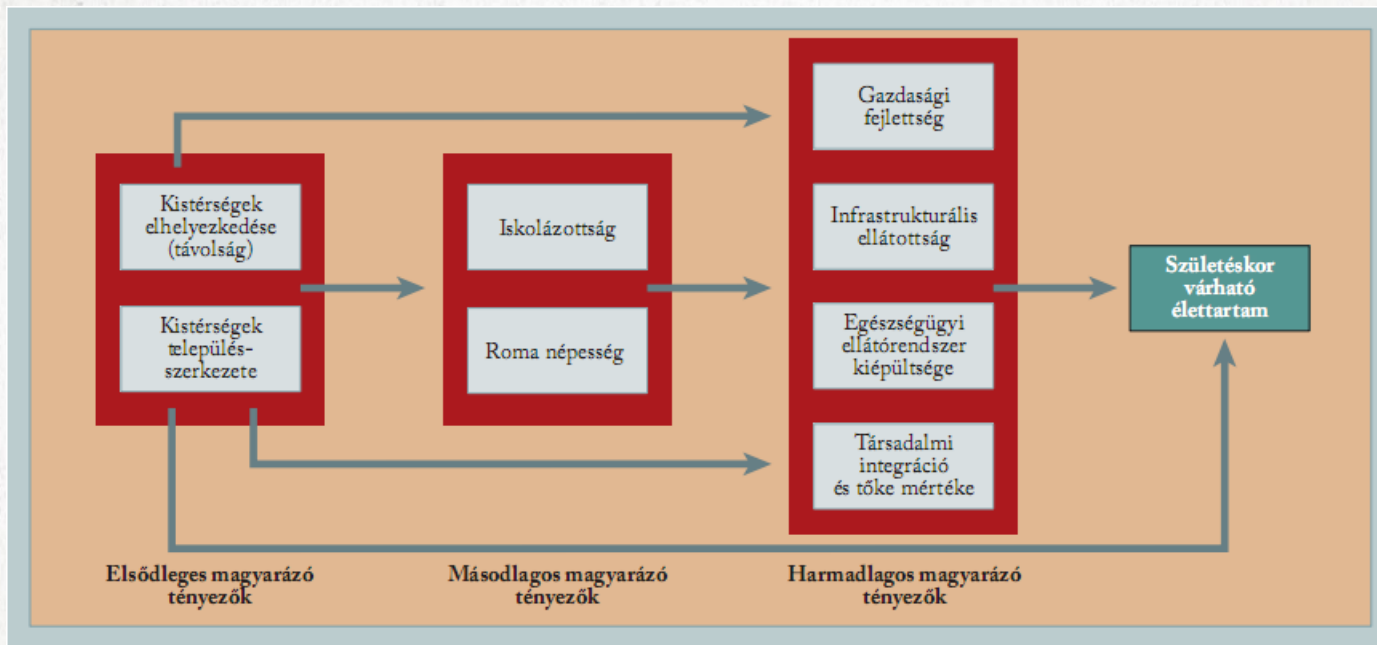 Kistérségek
elhelyezkedése
(távolság)
Kistérségek
település-
szerkezete
Elsődleges magyarázó
tényezők
Iskolázottság
Roma népesség
Másodlagos magyarázó
tényezők
Gazdasági
fejlettség
Infrastrukturális
ellátottság
Egészségügyi
ellátórendszer
kiépültsége
Társadalmi
integráció
és tőke mértéke
Harmadlagos magyarázó
tényezők
Születéskor
várható
élettartam